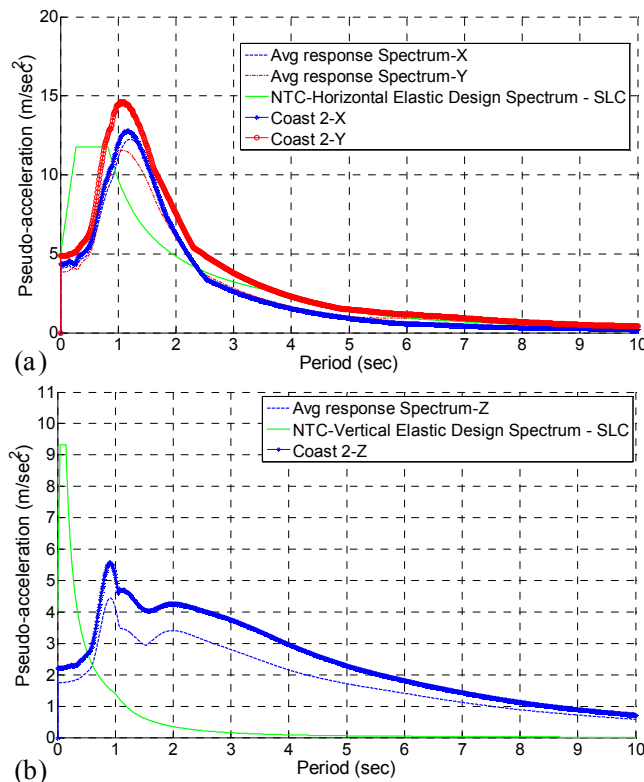 20
15
10
5
0
Pseudo-acceleration (m/sec²)
Avg response Spectrum-X
Avg response Spectrum-Y
NTC-Horizontal Elastic Design Spectrum - SLC
Coast 2-X
Coast 2-Y
0 1 2 3 4 5 6 7 8 9 10
Period (sec)
(a)
11
10
9
8
7
6
5
4
3
2
1
0
Pseudo-acceleration (m/sec²)
Avg response Spectrum-Z
NTC-Vertical Elastic Design Spectrum - SLC
Coast 2-Z
0 1 2 3 4 5 6 7 8 9 10
Period (sec)
(b)